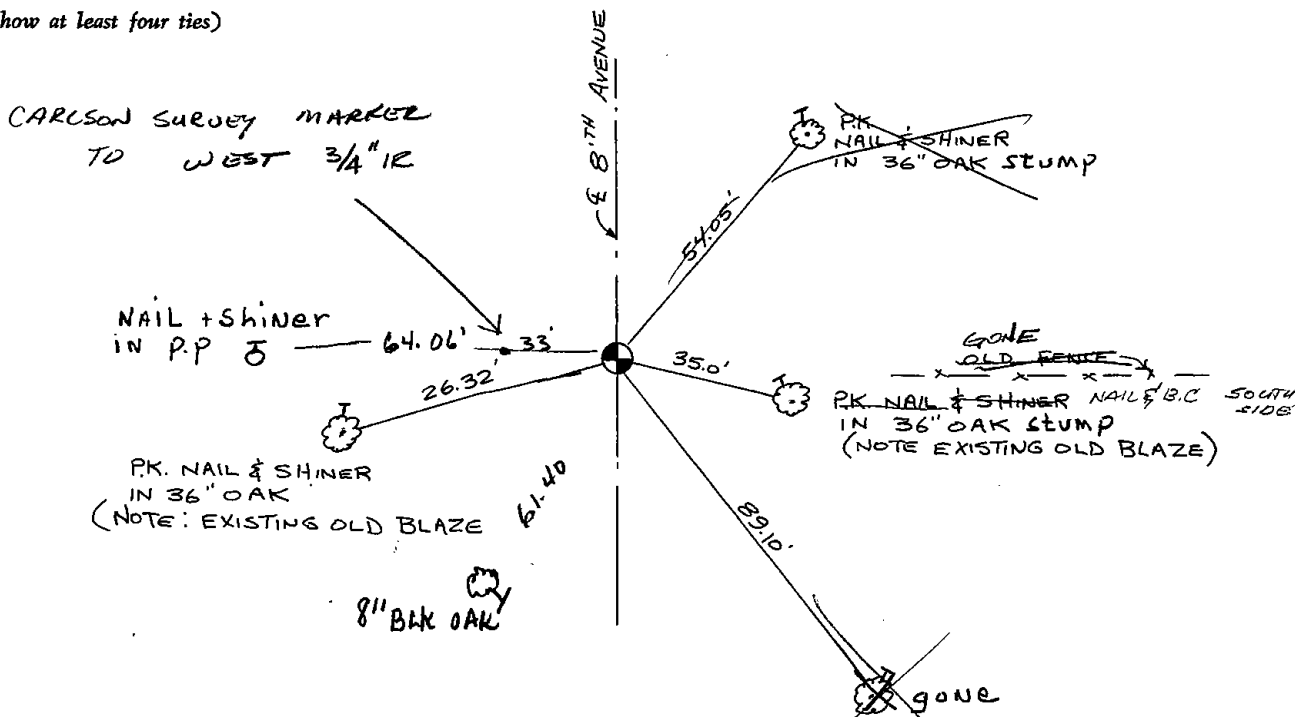 how at least four ties)
℄ 8'TH AVENUE
CARLSON SURVEY MARKER
TO WEST 3/4" IR
P.K.
NAIL & SHINER
IN 36" OAK Stump
54.05'
NAIL + Shiner
IN P.P
64.06'
33'
26.32'
35.0'
GONE
OLD FENCE
P.K. NAIL & SHINER NAIL & B.C SOUTH
SIDE
IN 36" OAK Stump
(NOTE EXISTING OLD BLAZE)
P.K. NAIL & SHINER
IN 36" OAK
(NOTE: EXISTING OLD BLAZE
61.40
89.10'
8" BLK OAK
gone